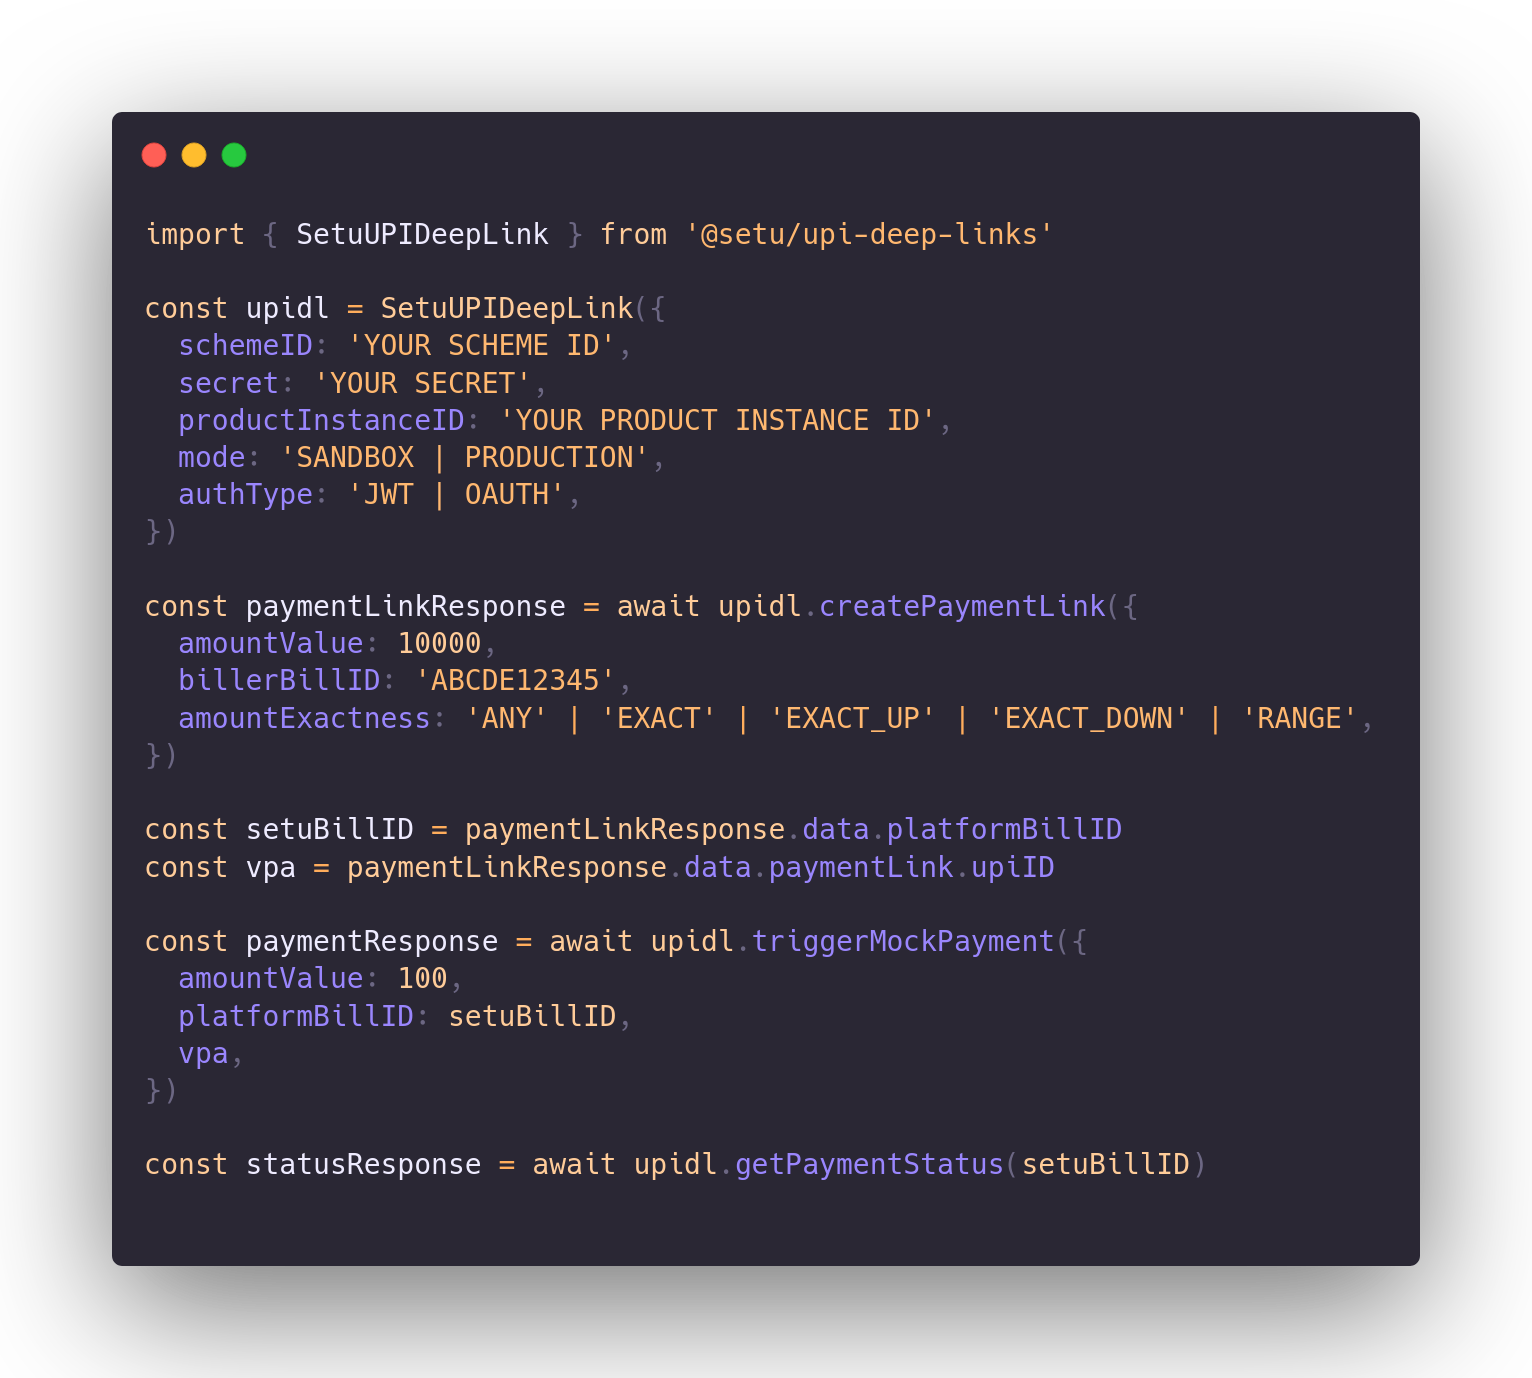 import { SetuUPIDeepLink } from '@setu/upi-deep-links'

const upidl = SetuUPIDeepLink({
  schemeID: 'YOUR SCHEME ID',
  secret: 'YOUR SECRET',
  productInstanceID: 'YOUR PRODUCT INSTANCE ID',
  mode: 'SANDBOX | PRODUCTION',
  authType: 'JWT | OAUTH',
})

const paymentLinkResponse = await upidl.createPaymentLink({
  amountValue: 10000,
  billerBillID: 'ABCDE12345',
  amountExactness: 'ANY' | 'EXACT' | 'EXACT_UP' | 'EXACT_DOWN' | 'RANGE',
})

const setuBillID = paymentLinkResponse.data.platformBillID
const vpa = paymentLinkResponse.data.paymentLink.upiID

const paymentResponse = await upidl.triggerMockPayment({
  amountValue: 100,
  platformBillID: setuBillID,
  vpa,
})

const statusResponse = await upidl.getPaymentStatus(setuBillID)